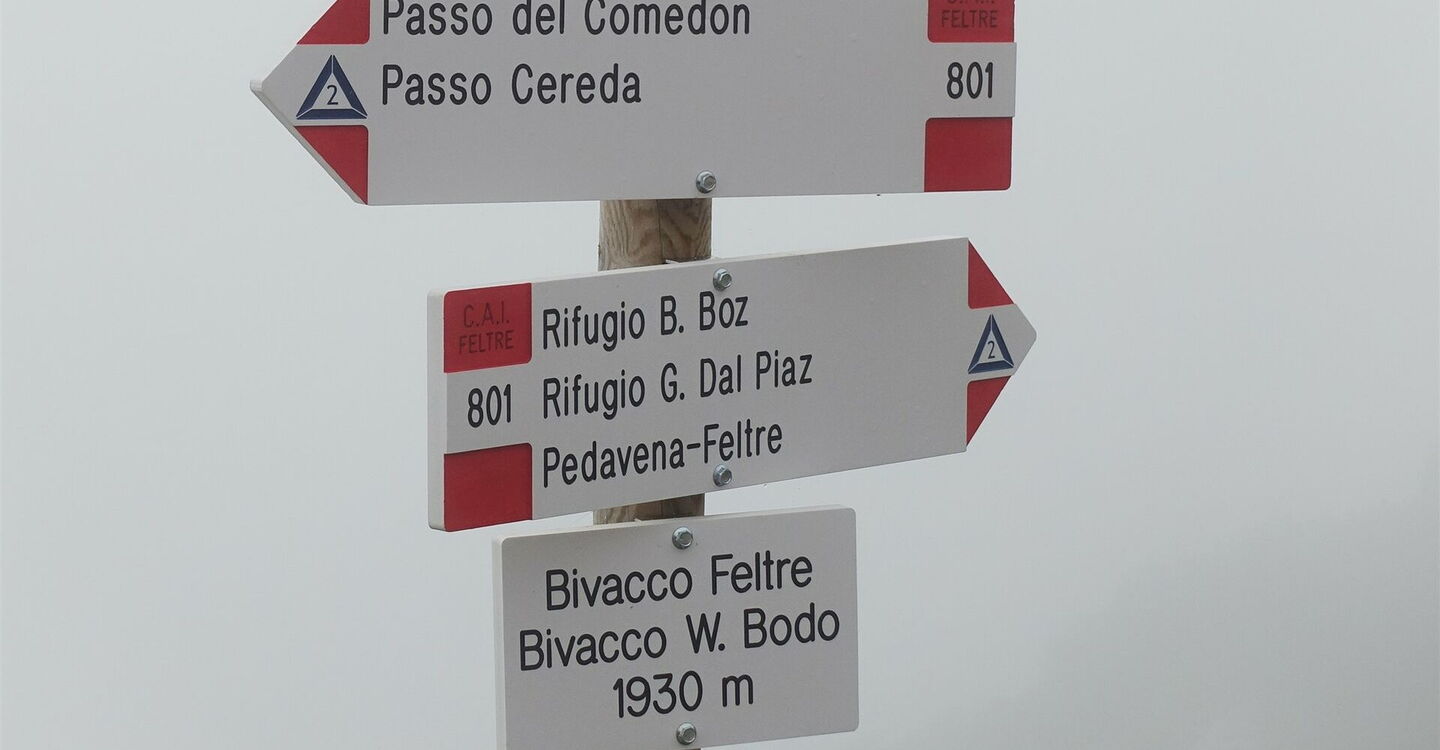 Passo del Comedon
Passo Cereda
2
FELTRE
801
C.A.I.
FELTRE
801
Rifugio B. Boz
Rifugio G. Dal Piaz
Pedavena-Feltre
2
Bivacco Feltre
Bivacco W. Bodo
1930 m